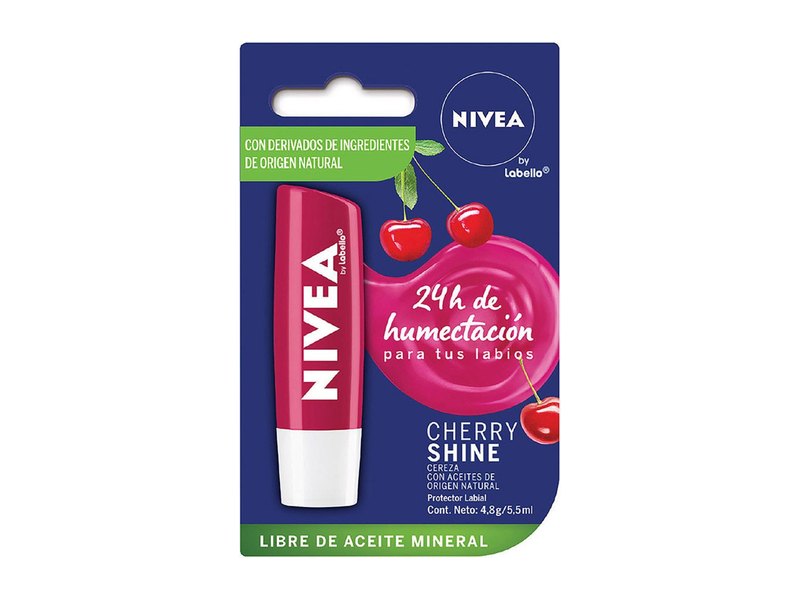 CON DERIVADOS DE INGREDIENTES
DE ORIGEN NATURAL
NIVEA
by
Labello®
NIVEA
by Labello®
24h de
humectación
para tus labios
CHERRY
SHINE
CEREZA
CON ACEITES DE
ORIGEN NATURAL
Protector Labial
Cont. Neto: 4,8g/5,5ml
LIBRE DE ACEITE MINERAL